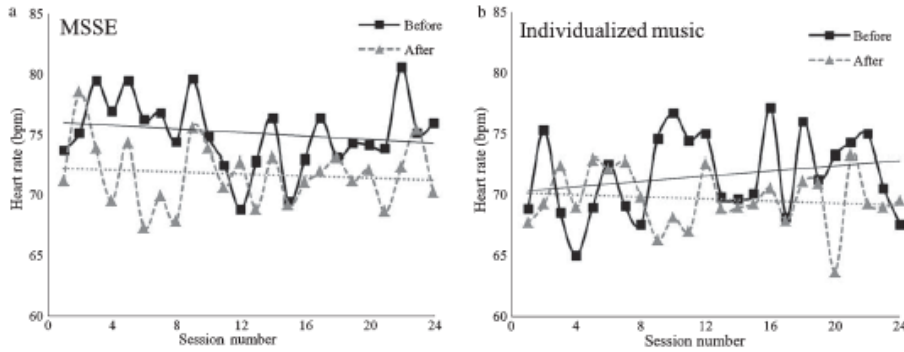 a
MSSE
Before
After
Heart rate (bpm)
85
80
75
70
65
60
0 4 8 12 16 20 24
Session number
b
Individualized music
Before
After
Heart rate (bpm)
85
80
75
70
65
60
0 4 8 12 16 20 24
Session number